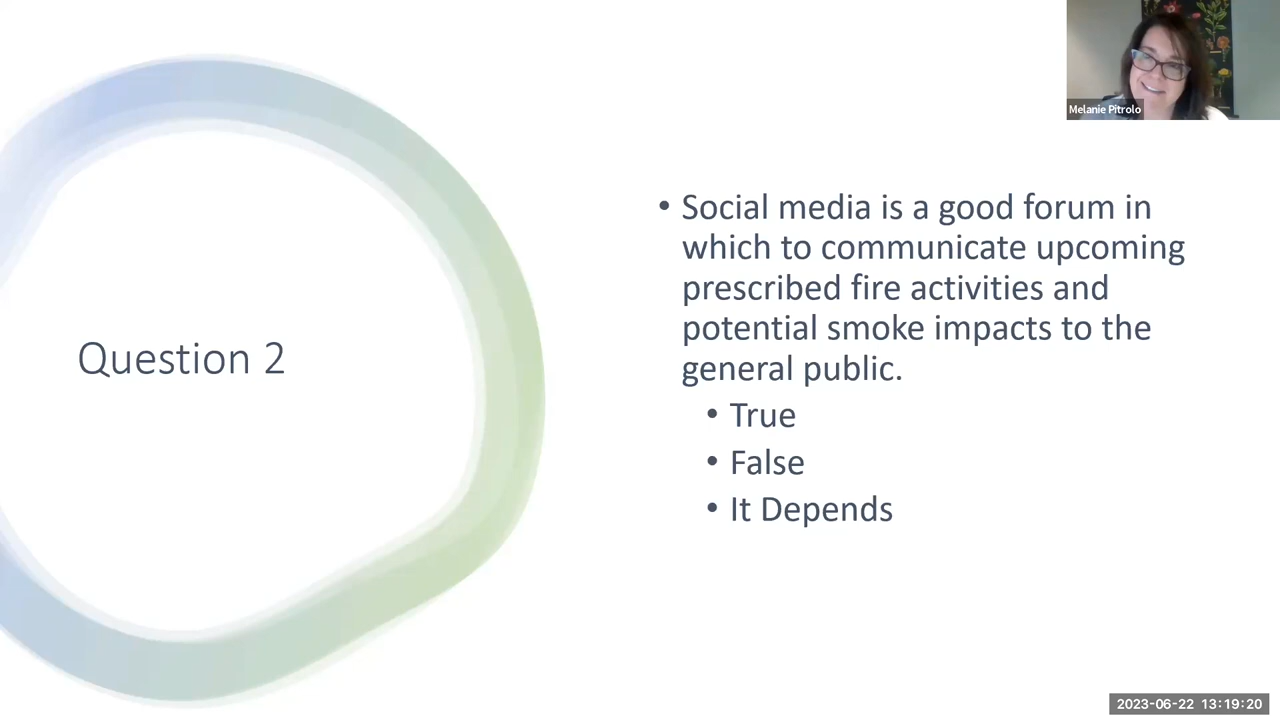 Melanie Pitrolo
Question 2
• Social media is a good forum in
which to communicate upcoming
prescribed fire activities and
potential smoke impacts to the
general public.
• True
• False
• It Depends
2023-06-22 13:19:20